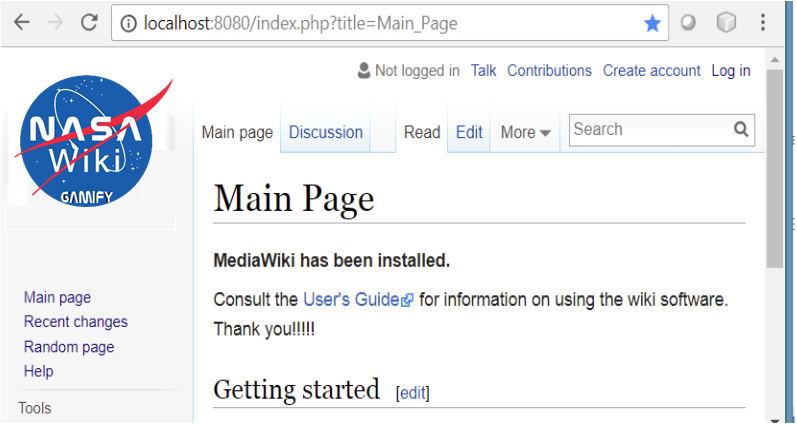 localhost:8080/index.php?title=Main_Page
Not logged in Talk Contributions Create account Log in
NASA
Wiki
GAMIFY
Main page Discussion Read Edit More Search
Main Page
MediaWiki has been installed.
Consult the User's Guide for information on using the wiki software.
Thank you!!!!!
Getting started [edit]
Main page
Recent changes
Random page
Help
Tools